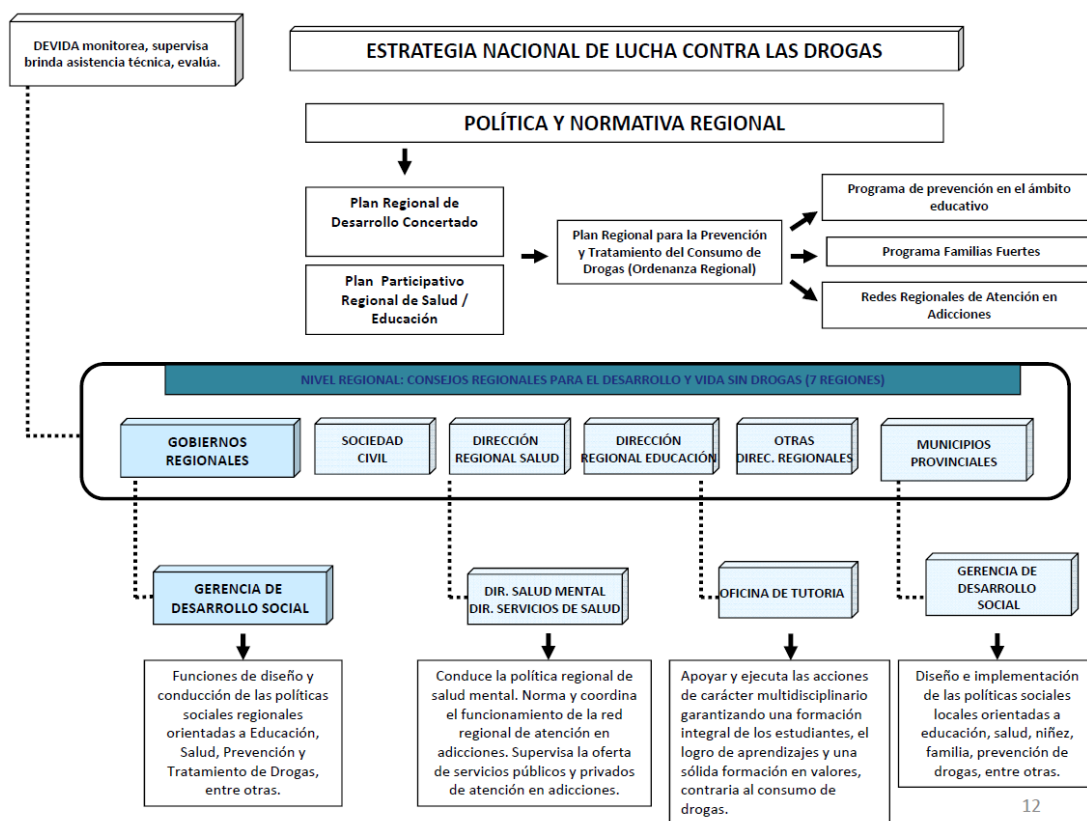 DEVIDA monitorea, supervisa
brinda asistencia técnica, evalúa.
ESTRATEGIA NACIONAL DE LUCHA CONTRA LAS DROGAS
POLÍTICA Y NORMATIVA REGIONAL
Plan Regional de
Desarrollo Concertado
Plan Participativo
Regional de Salud /
Educación
Plan Regional para la Prevención
y Tratamiento del Consumo de
Drogas (Ordenanza Regional)
Programa de prevención en el ámbito
educativo
Programa Familias Fuertes
Redes Regionales de Atención en
Adicciones
NIVEL REGIONAL: CONSEJOS REGIONALES PARA EL DESARROLLO Y VIDA SIN DROGAS (7 REGIONES)
GOBIERNOS
REGIONALES
SOCIEDAD
CIVIL
DIRECCIÓN
REGIONAL SALUD
DIRECCIÓN
REGIONAL EDUCACIÓN
OTRAS
DIREC. REGIONALES
MUNICIPIOS
PROVINCIALES
GERENCIA DE
DESARROLLO SOCIAL
DIR. SALUD MENTAL
DIR. SERVICIOS DE SALUD
OFICINA DE TUTORIA
GERENCIA DE
DESARROLLO
SOCIAL
Funciones de diseño y
conducción de las políticas
sociales regionales
orientadas a Educación,
Salud, Prevención y
Tratamiento de Drogas,
entre otras.
Conduce la política regional de
salud mental. Norma y coordina
el funcionamiento de la red
regional de atención en
adicciones. Supervisa la oferta
de servicios públicos y privados
de atención en adicciones.
Apoyar y ejecuta las acciones
de carácter multidisciplinario
garantizando una formación
integral de los estudiantes, el
logro de aprendizajes y una
sólida formación en valores,
contraria al consumo de
drogas.
Diseño e implementación
de las políticas sociales
locales orientadas a
educación, salud, niñez,
familia, prevención de
drogas, entre otras.
12